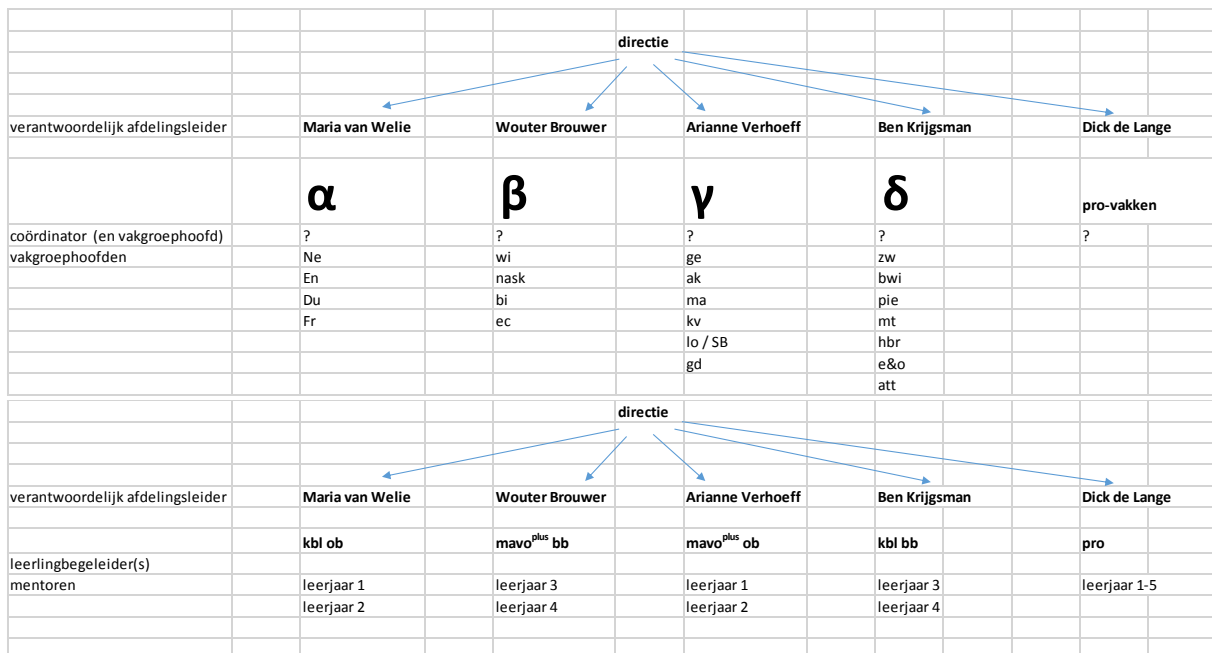 directie
verantwoordelijk afdelingsleider Maria van Welie Wouter Brouwer Arianne Verhoeff Ben Krijgsman Dick de Lange
α β γ δ pro-vakken
coördinator (en vakgroephoofd) ? ? ? ? ?
vakgroephoofden Ne wi ge zw
En nask ak bwi
Du bi ma pie
Fr ec kv mt
lo / SB hbr
gd e&o
att
directie
verantwoordelijk afdelingsleider Maria van Welie Wouter Brouwer Arianne Verhoeff Ben Krijgsman Dick de Lange
kbl ob mavoplus bb mavoplus ob kbl bb pro
leerlingbegeleider(s)
mentoren leerjaar 1 leerjaar 3 leerjaar 1 leerjaar 3 leerjaar 1-5
leerjaar 2 leerjaar 4 leerjaar 2 leerjaar 4